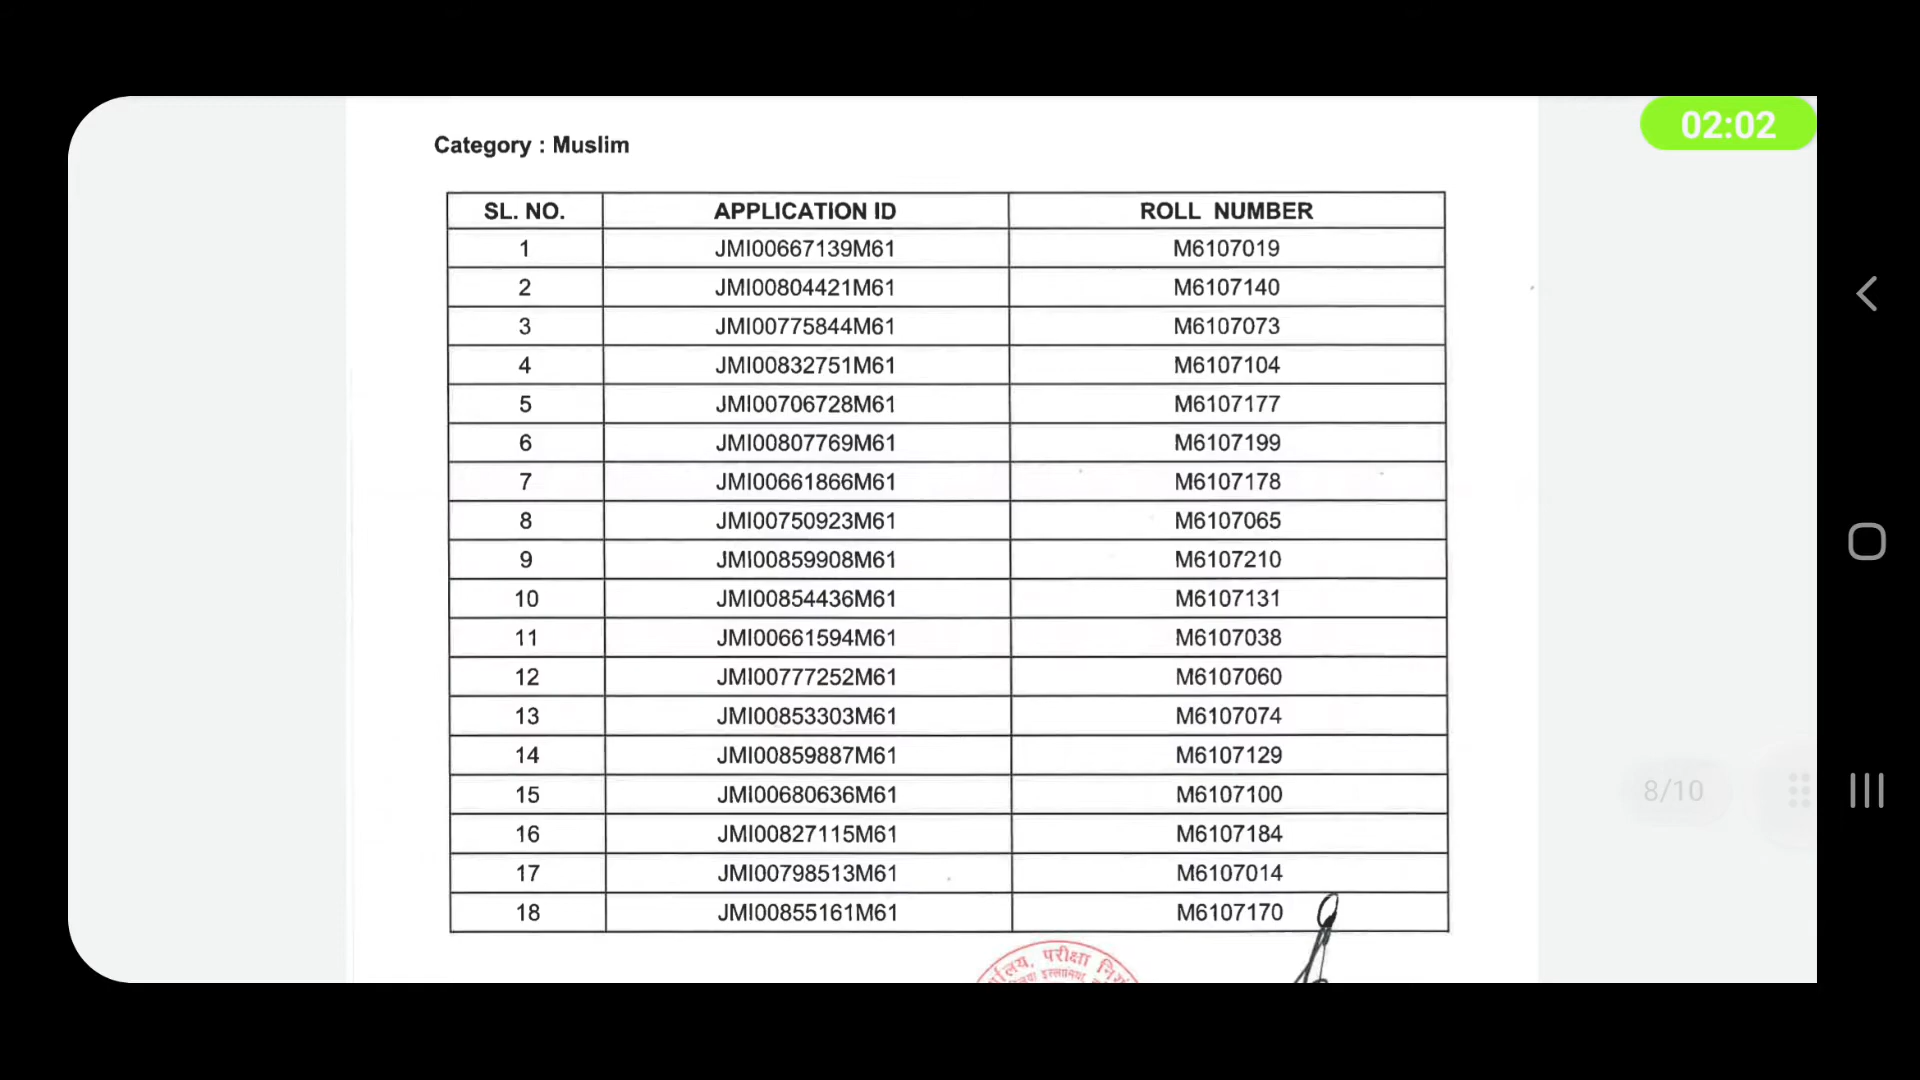 02:02
Category : Muslim
SL. NO. APPLICATION ID ROLL NUMBER
1 JMI00667139M61 M6107019
2 JMI00804421M61 M6107140
3 JMI00775844M61 M6107073
4 JMI00832751M61 M6107104
5 JMI00706728M61 M6107177
6 JMI00807769M61 M6107199
7 JMI00661866M61 M6107178
8 JMI00750923M61 M6107065
9 JMI00859908M61 M6107210
10 JMI00854436M61 M6107131
11 JMI00661594M61 M6107038
12 JMI00777252M61 M6107060
13 JMI00853303M61 M6107074
14 JMI00859887M61 M6107129
15 JMI00680636M61 M6107100
8/10
16 JMI00827115M61 M6107184
17 JMI00798513M61 M6107014
18 JMI00855161M61 M6107170
परीक्षा